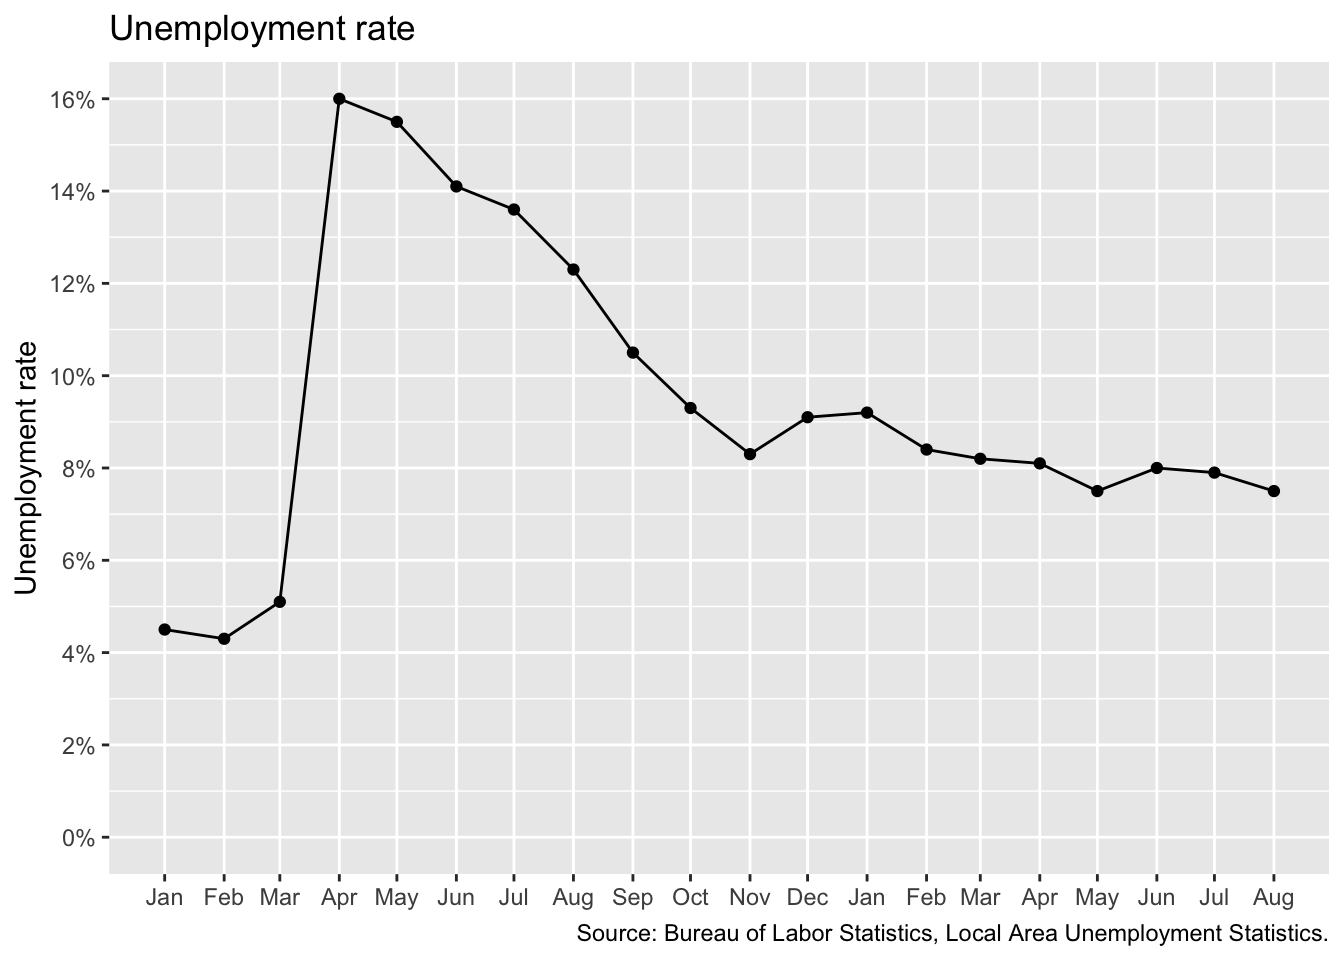 Unemployment rate
Unemployment rate
16%
14%
12%
10%
8%
6%
4%
2%
0%
Jan Feb Mar Apr May Jun Jul Aug Sep Oct Nov Dec Jan Feb Mar Apr May Jun Jul Aug
Source: Bureau of Labor Statistics, Local Area Unemployment Statistics.